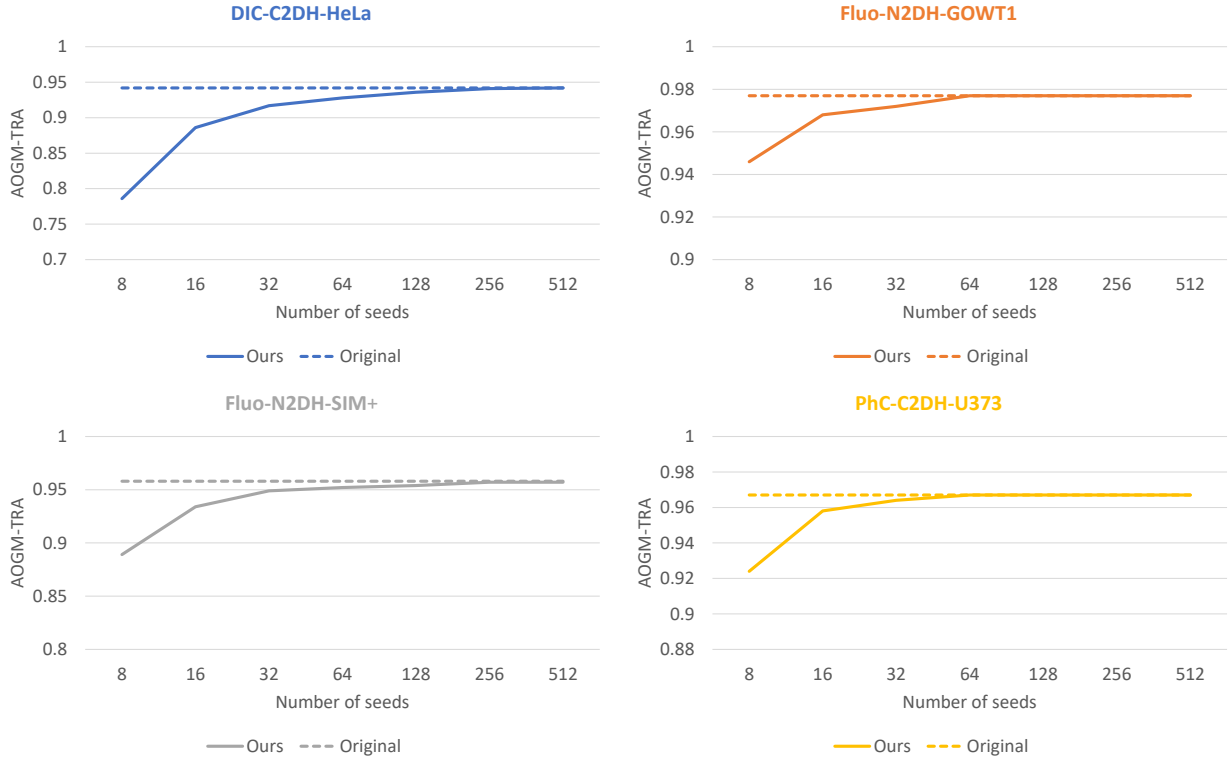 DIC-C2DH-HeLa
1
0.95
0.9
0.85
0.8
0.75
0.7
AOGM-TRA
8 16 32 64 128 256 512
Number of seeds
Ours Original
Fluo-N2DH-GOWT1
1
0.98
0.96
0.94
0.92
0.9
AOGM-TRA
8 16 32 64 128 256 512
Number of seeds
Ours Original
Fluo-N2DH-SIM+
1
0.95
0.9
0.85
0.8
AOGM-TRA
8 16 32 64 128 256 512
Number of seeds
Ours Original
PhC-C2DH-U373
1
0.98
0.96
0.94
0.92
0.9
0.88
AOGM-TRA
8 16 32 64 128 256 512
Number of seeds
Ours Original